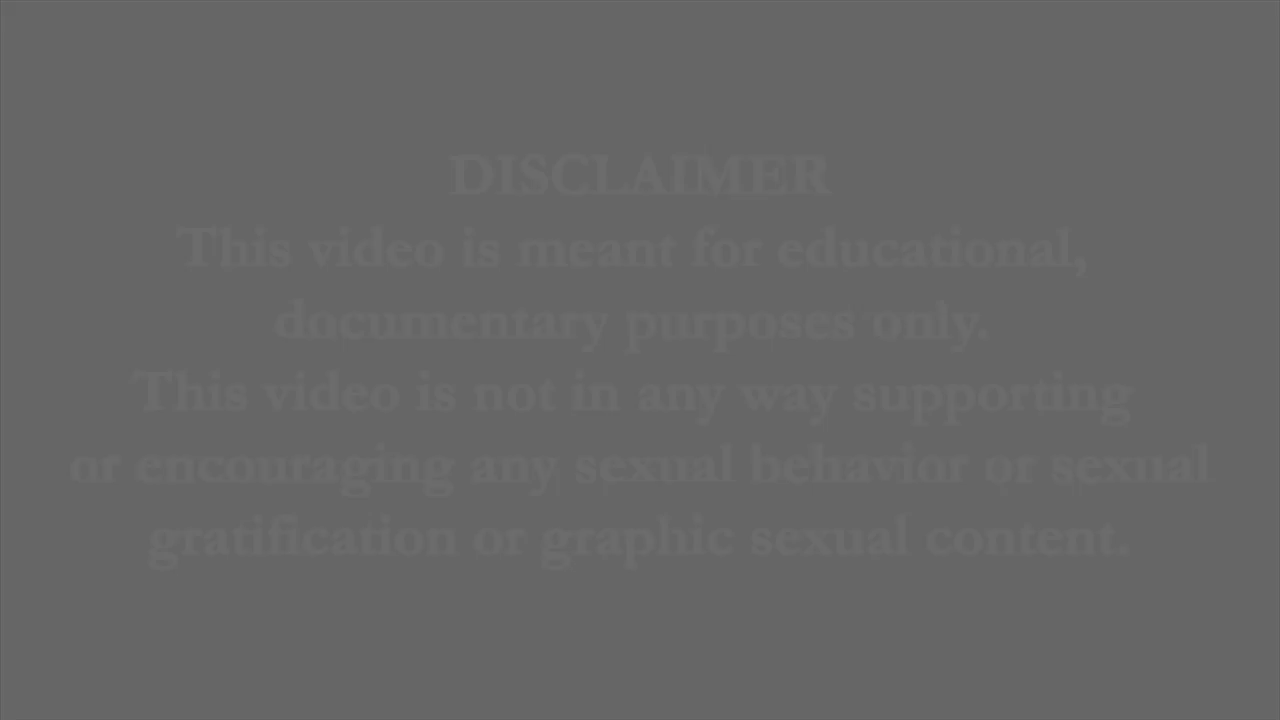 DISCLAIMER
This video is meant for educational,
documentary purposes only.
This video is not in any way supporting
or encouraging any sexual behavior or sexual
gratification or graphic sexual content.